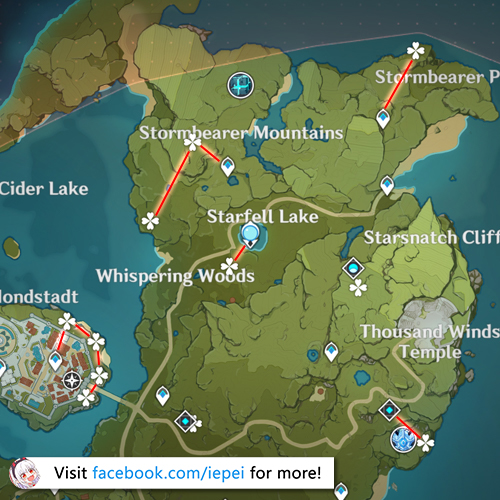 Stormbearer P
Stormbearer Mountains
Cider Lake
Starfell Lake
Starsnatch Cliff
Whispering Woods
Mondstadt
Thousand Winds
Temple
Visit facebook.com/iepei for more!